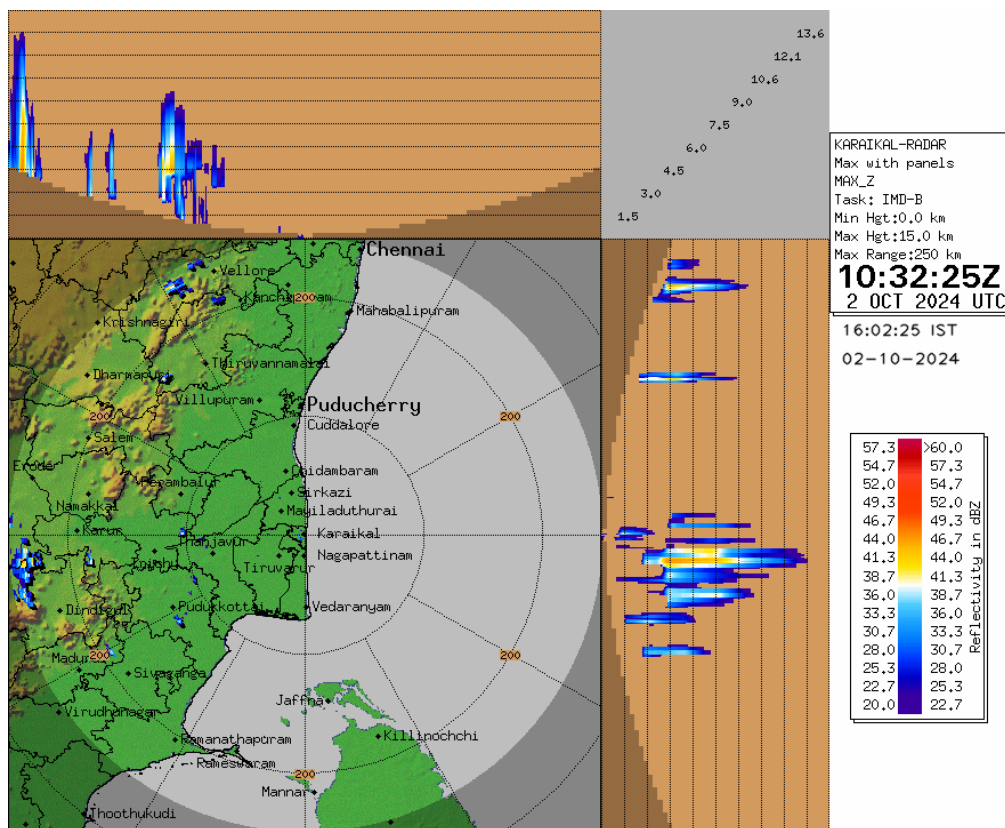 13.6
12.1
10.6
9.0
7.5
6.0
4.5
3.0
1.5
KARAIKAL-RADAR
Max with panels
MAX_Z
Task: IMD-B
Min Hgt:0.0 km
Max Hgt:15.0 km
Max Range:250 km
10:32:25Z
2 OCT 2024 UTC
16:02:25 IST
02-10-2024
Chennai
Vellore
200
Mahabalipuram
Krishnagiri
Thiruvannamalai
Dharmapuri
Villupuram
Puducherry
200
200
Cuddalore
Salem
Erode
Chidambaram
Perambalur
Sirkazi
Namakkal
Mayiladuthurai
Karur
Karaikal
Thanjavur
Nagapattinam
Tiruvarur
Dindigul
Pudukkottai
Vedaranyam
200
200
Madur
Sivaganga
Jaffna
Virudhunagar
Ramanathapuram
Killinochchi
Rameswaram
200
Mannar
Thoothukudi
57.3 >60.0
54.7 57.3
52.0 54.7
49.3 52.0
46.7 49.3
44.0 46.7
41.3 44.0
38.7 41.3
36.0 38.7
33.3 36.0
30.7 33.3
28.0 30.7
25.3 28.0
22.7 25.3
20.0 22.7
Reflectivity in dBZ